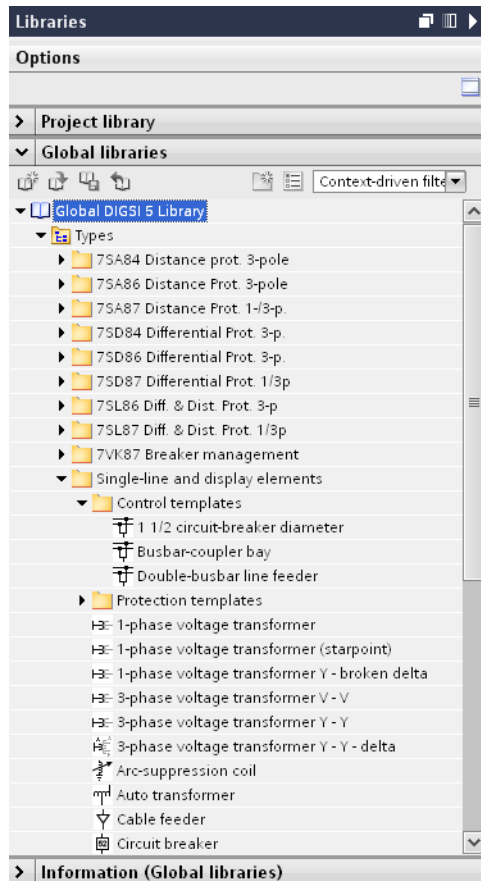 Libraries
Options
Project library
Global libraries
Context-driven filte
Global DIGSI 5 Library
Types
7SA84 Distance prot. 3-pole
7SA86 Distance Prot. 3-pole
7SA87 Distance Prot. 1-/3-p.
7SD84 Differential Prot. 3-p.
7SD86 Differential Prot. 3-p.
7SD87 Differential Prot. 1/3p
7SL86 Diff. & Dist. Prot. 3-p
7SL87 Diff. & Dist. Prot. 1/3p
7VK87 Breaker management
Single-line and display elements
Control templates
1 1/2 circuit-breaker diameter
Busbar-coupler bay
Double-busbar line feeder
Protection templates
1-phase voltage transformer
1-phase voltage transformer (starpoint)
1-phase voltage transformer Y - broken delta
3-phase voltage transformer V - V
3-phase voltage transformer Y - Y
3-phase voltage transformer Y - Y - delta
Arc-suppression coil
Auto transformer
Cable feeder
Circuit breaker
Information (Global libraries)